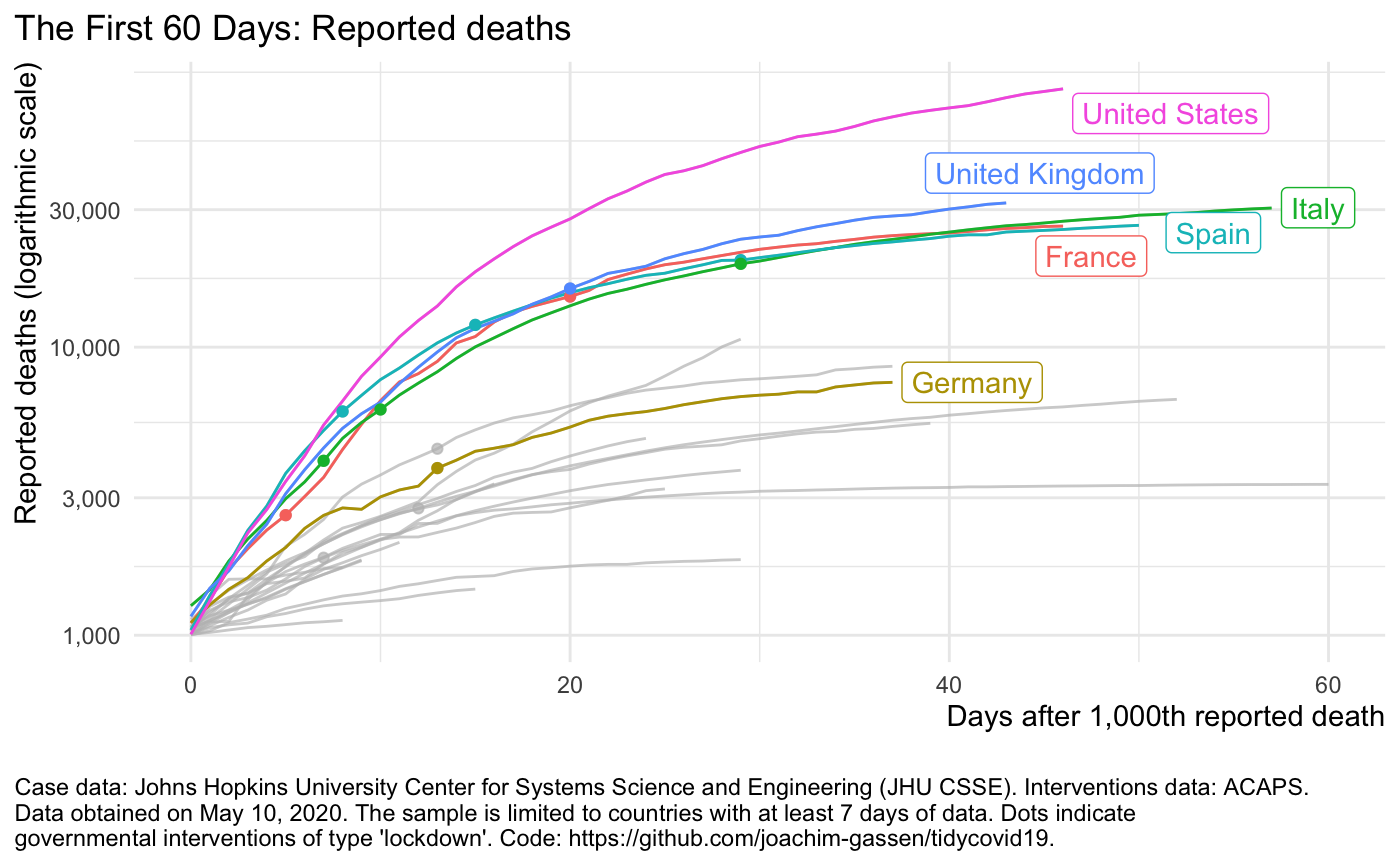 The First 60 Days: Reported deaths
Reported deaths (logarithmic scale)
United States
United Kingdom
30,000
Italy
Spain
France
10,000
Germany
3,000
1,000
0
20
40
60
Days after 1,000th reported death
Case data: Johns Hopkins University Center for Systems Science and Engineering (JHU CSSE). Interventions data: ACAPS.
Data obtained on May 10, 2020. The sample is limited to countries with at least 7 days of data. Dots indicate
governmental interventions of type 'lockdown'. Code: https://github.com/joachim-gassen/tidycovid19.